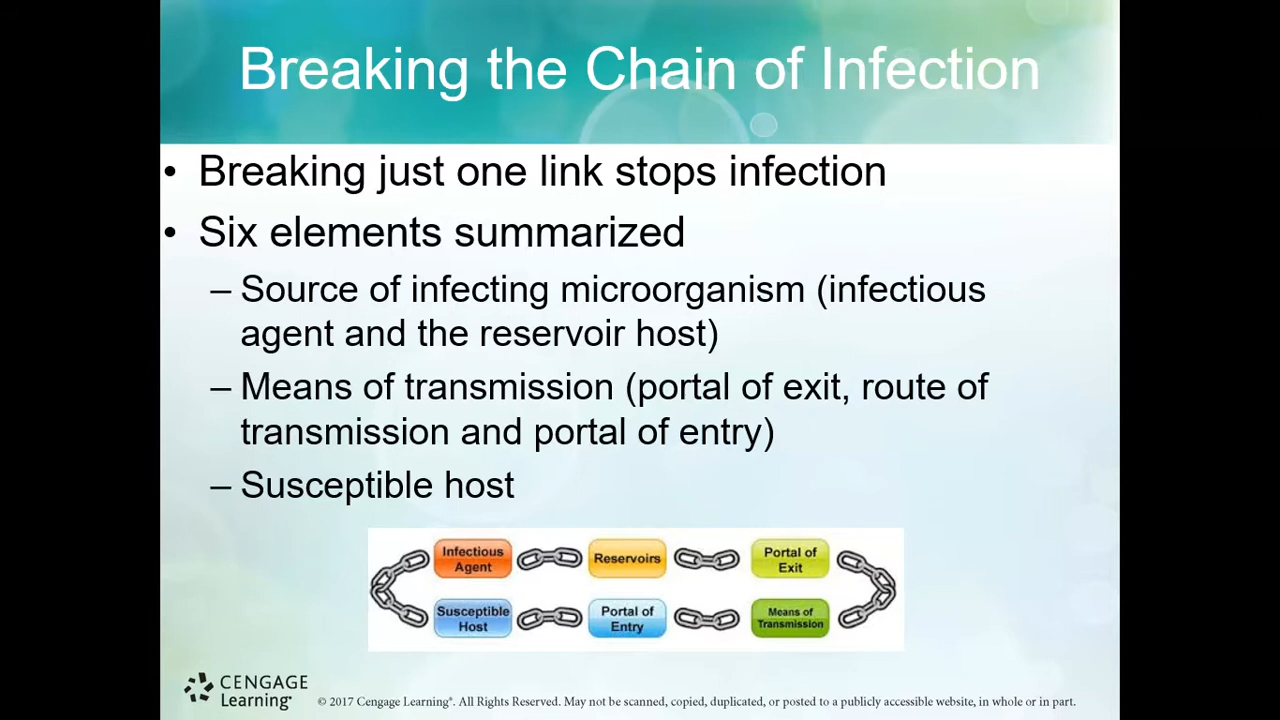 Breaking the Chain of Infection
• Breaking just one link stops infection
• Six elements summarized
– Source of infecting microorganism (infectious
agent and the reservoir host)
– Means of transmission (portal of exit, route of
transmission and portal of entry)
– Susceptible host
Infectious
Agent
Reservoirs
Portal of
Exit
Susceptible
Host
Portal of
Entry
Means of
Transmission
CENGAGE
Learning™
© 2017 Cengage Learning®. All Rights Reserved. May not be scanned, copied, duplicated, or posted to a publicly accessible website, in whole or in part.